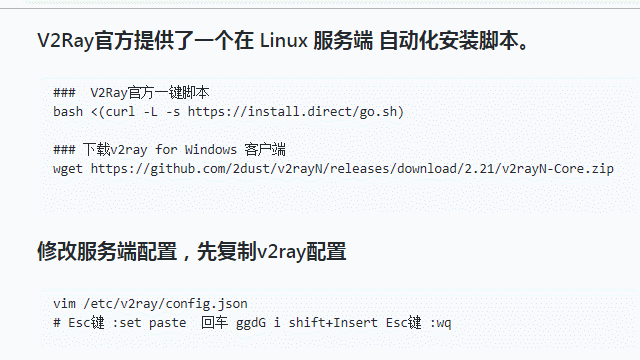 V2Ray官方提供了一个在 Linux 服务端 自动化安装脚本。
###  V2Ray官方一键脚本
bash <(curl -L -s https://install.direct/go.sh)
### 下载v2ray for Windows 客户端
wget https://github.com/2dust/v2rayN/releases/download/2.21/v2rayN-Core.zip
修改服务端配置，先复制v2ray配置
vim /etc/v2ray/config.json
# Esc键 :set paste  回车 ggdG i shift+Insert Esc键 :wq